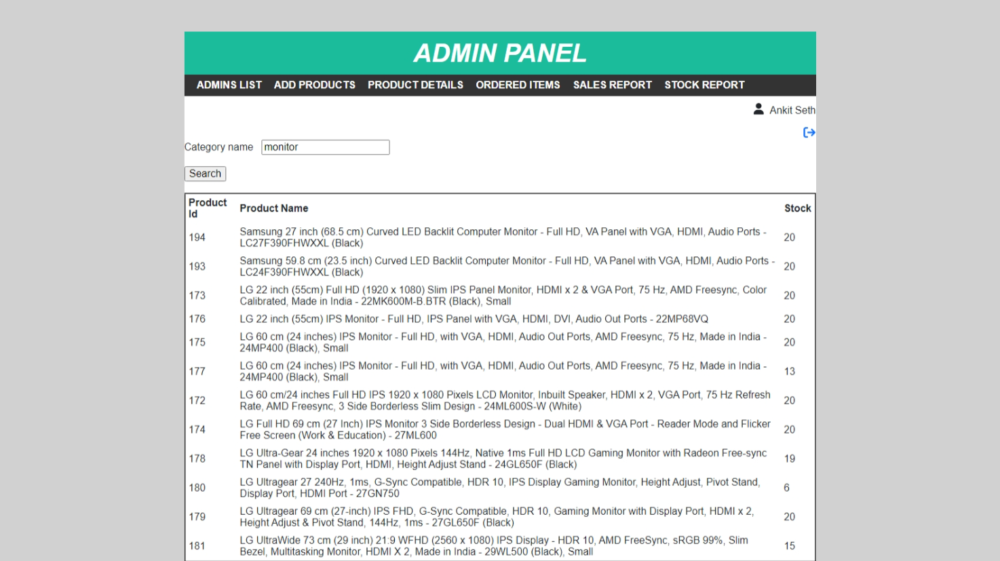 ADMIN PANEL
ADMINS LIST ADD PRODUCTS PRODUCT DETAILS ORDERED ITEMS SALES REPORT STOCK REPORT
Ankit Seth
Category name monitor
Search
Product Id Product Name Stock
194 Samsung 27 inch (68.5 cm) Curved LED Backlit Computer Monitor - Full HD, VA Panel with VGA, HDMI, Audio Ports - 20
LC27F390FHWXXL (Black)
193 Samsung 59.8 cm (23.5 inch) Curved LED Backlit Computer Monitor - Full HD, VA Panel with VGA, HDMI, Audio Ports - 20
LC24F390FHWXXL (Black)
173 LG 22 inch (55cm) Full HD (1920 x 1080) Slim IPS Panel Monitor, HDMI x 2 & VGA Port, 75 Hz, AMD Freesync, Color 20
Calibrated, Made in India - 22MK600M-B.BTR (Black), Small
176 LG 22 inch (55cm) IPS Monitor - Full HD, IPS Panel with VGA, HDMI, DVI, Audio Out Ports - 22MP68VQ 20
175 LG 60 cm (24 inches) IPS Monitor - Full HD, with VGA, HDMI, Audio Out Ports, AMD Freesync, 75 Hz, Made in India - 20
24MP400 (Black), Small
177 LG 60 cm (24 inches) IPS Monitor - Full HD, with VGA, HDMI, Audio Out Ports, AMD Freesync, 75 Hz, Made in India - 13
24MP400 (Black), Small
172 LG 60 cm/24 inches Full HD IPS 1920 x 1080 Pixels LCD Monitor, Inbuilt Speaker, HDMI x 2, VGA Port, 75 Hz Refresh 20
Rate, AMD Freesync, 3 Side Borderless Slim Design - 24ML600S-W (White)
174 LG Full HD 69 cm (27 Inch) IPS Monitor 3 Side Borderless Design - Dual HDMI & VGA Port - Reader Mode and Flicker 20
Free Screen (Work & Education) - 27ML600
178 LG Ultra-Gear 24 inches 1920 x 1080 Pixels 144Hz, Native 1ms Full HD LCD Gaming Monitor with Radeon Free-sync 19
TN Panel with Display Port, HDMI, Height Adjust Stand - 24GL650F (Black)
180 LG Ultragear 27 240Hz, 1ms, G-Sync Compatible, HDR 10, IPS Display Gaming Monitor, Height Adjust, Pivot Stand, 6
Display Port, HDMI Port - 27GN750
179 LG Ultragear 69 cm (27-inch) IPS FHD, G-Sync Compatible, HDR 10, Gaming Monitor with Display Port, HDMI x 2, 20
Height Adjust & Pivot Stand, 144Hz, 1ms - 27GL650F (Black)
181 LG UltraWide 73 cm (29 inch) 21:9 WFHD (2560 x 1080) IPS Display - HDR 10, AMD FreeSync, sRGB 99%, Slim 15
Bezel, Multitasking Monitor, HDMI X 2, Made in India - 29WL500 (Black), Small